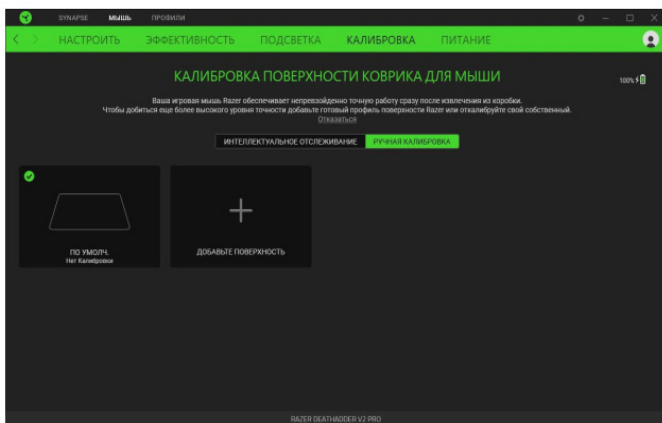 SYNAPSE МЫШЬ ПРОФИЛИ
НАСТРОИТЬ ЭФФЕКТИВНОСТЬ ПОДСВЕТКА КАЛИБРОВКА ПИТАНИЕ
КАЛИБРОВКА ПОВЕРХНОСТИ КОВРИКА ДЛЯ МЫШИ
100%
Ваша игровая мышь Razer обеспечивает непревзойденно точную работу сразу после извлечения из коробки.
Чтобы добиться еще более высокого уровня точности добавьте готовый профиль поверхности Razer или откалибруйте свой собственный.
Отказаться
ИНТЕЛЛЕКТУАЛЬНОЕ ОТСЛЕЖИВАНИЕ РУЧНАЯ КАЛИБРОВКА
ПО УМОЛЧ.
Нет Калибровки
ДОБАВЬТЕ ПОВЕРХНОСТЬ
RAZER DEATHADDER V2 PRO